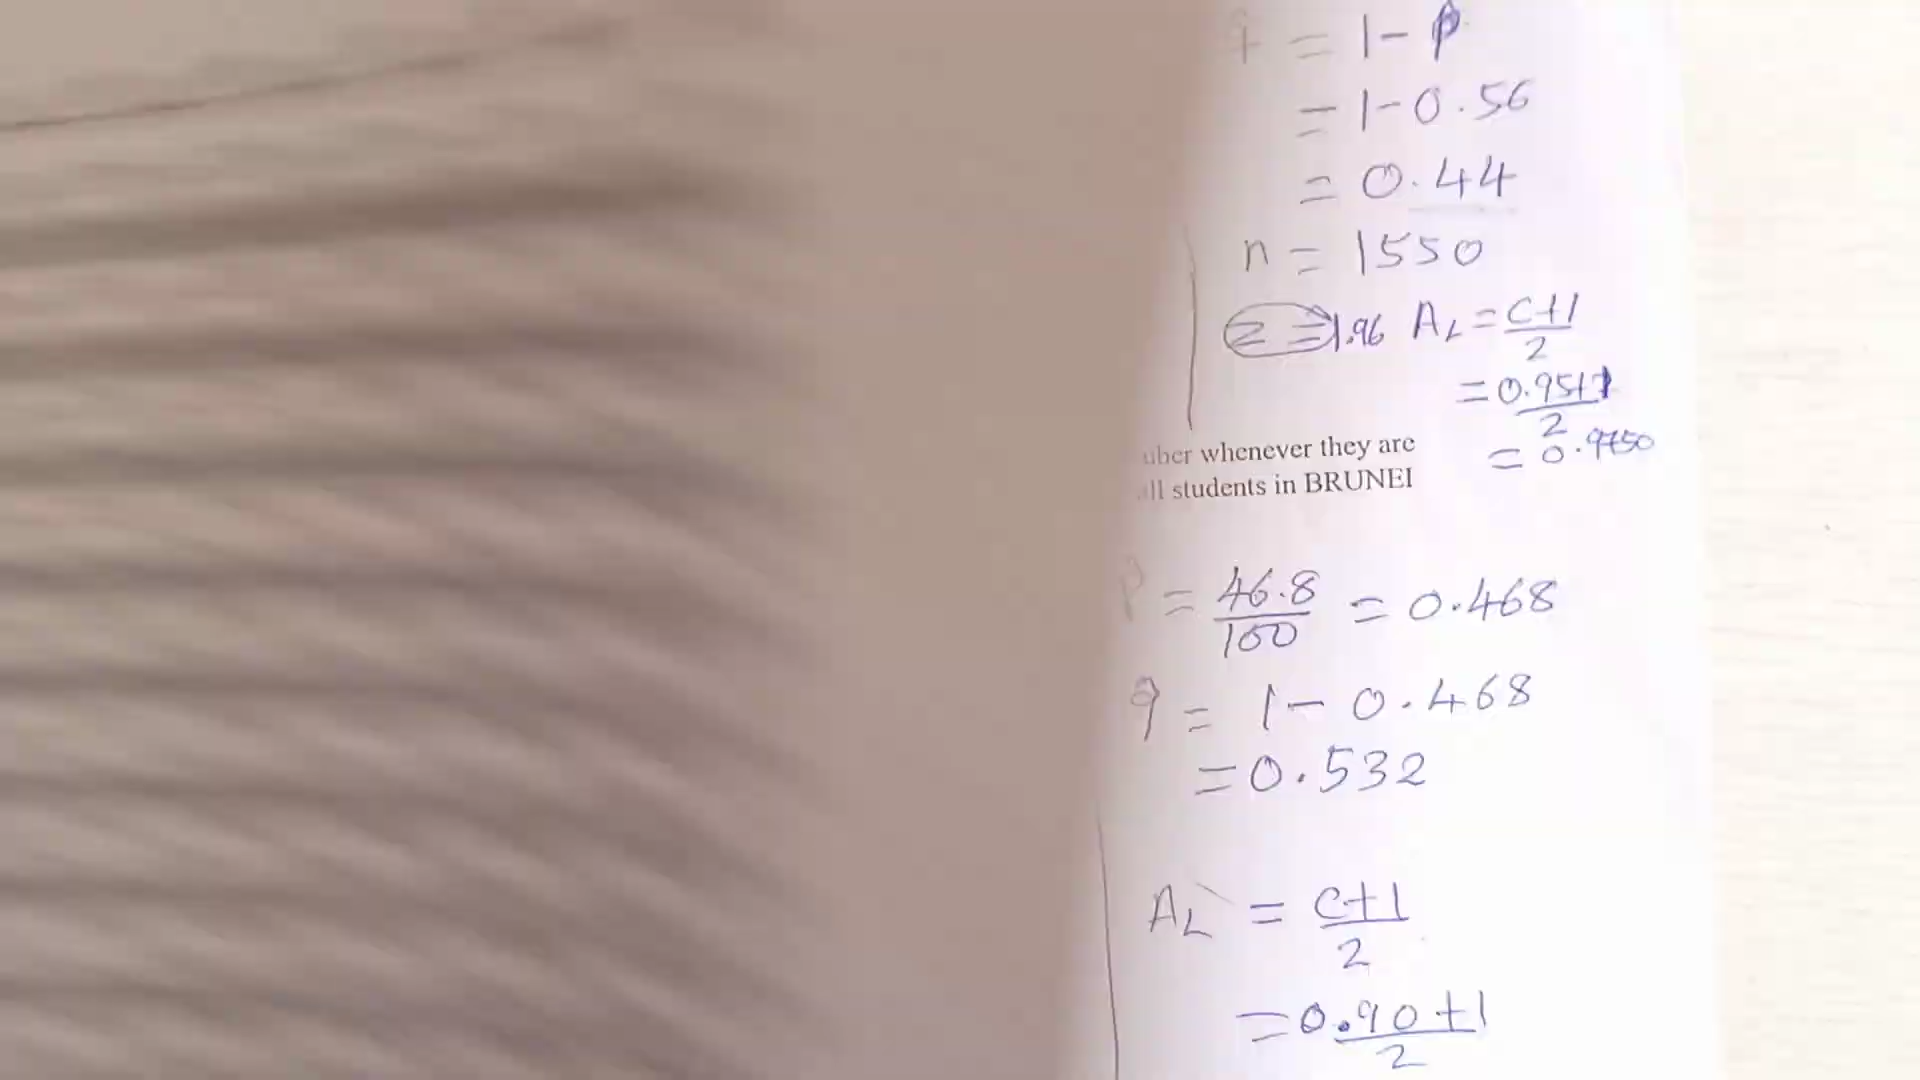 q = 1 - p
= 1 - 0.56
= 0.44
n = 1550
z = 1.96 A_L = C+1/2
= 0.95+1/2
= 0.9750
whenever they are
students in BRUNEI
p = 46.8/100 = 0.468
q = 1 - 0.468
= 0.532
A_L = C+1/2
= 0.90+1/2